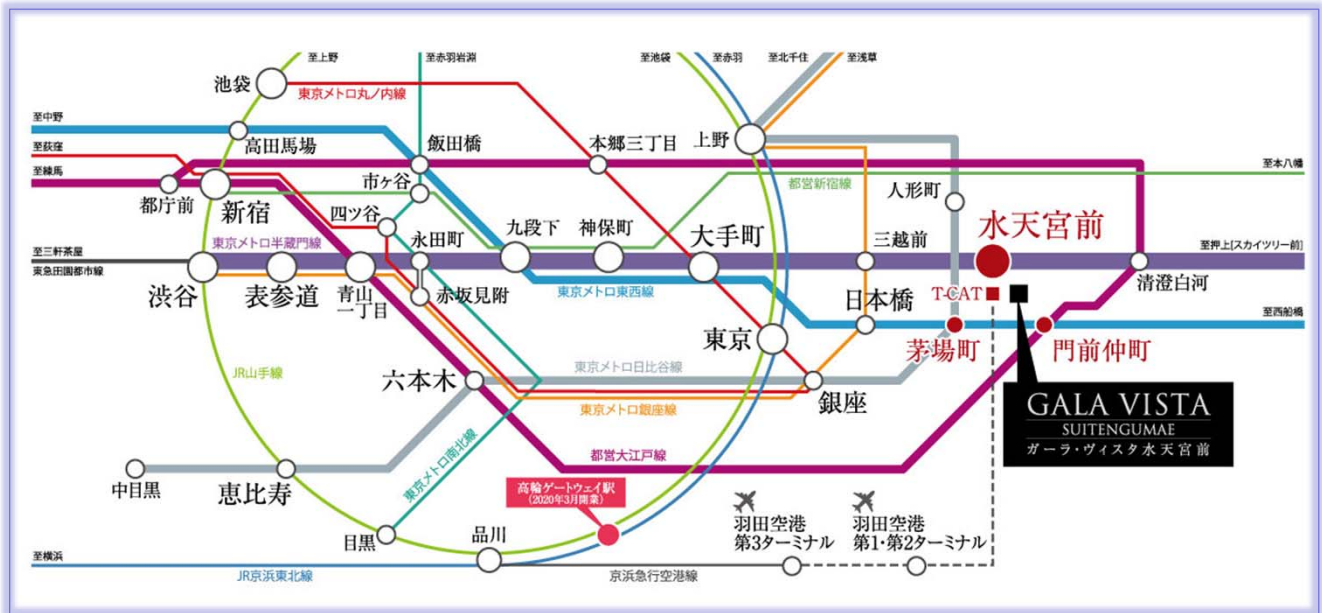 至上野
至赤羽岩淵
至池袋
至赤羽
至北千住
至浅草
池袋
東京メトロ丸ノ内線
至中野
高田馬場
飯田橋
本郷三丁目
上野
至荻窪
至練馬
至本八幡
都庁前
新宿
市ヶ谷
都営新宿線
人形町
四ツ谷
永田町
九段下
神保町
大手町
三越前
水天宮前
東京メトロ半蔵門線
至三軒茶屋
至押上[スカイツリー前]
東急田園都市線
渋谷
表参道
青山
一丁目
赤坂見附
東京メトロ東西線
日本橋
T-CAT
清澄白河
至西船橋
東京
茅場町
門前仲町
JR山手線
六本木
東京メトロ日比谷線
東京メトロ銀座線
銀座
GALA VISTA
SUITENGUMAE
ガーラ・ヴィスタ水天宮前
東京メトロ南北線
都営大江戸線
中目黒
恵比寿
高輪ゲートウェイ駅
(2020年3月開業)
目黒
品川
羽田空港
第3ターミナル
羽田空港
第1・第2ターミナル
至横浜
JR京浜東北線
京浜急行空港線